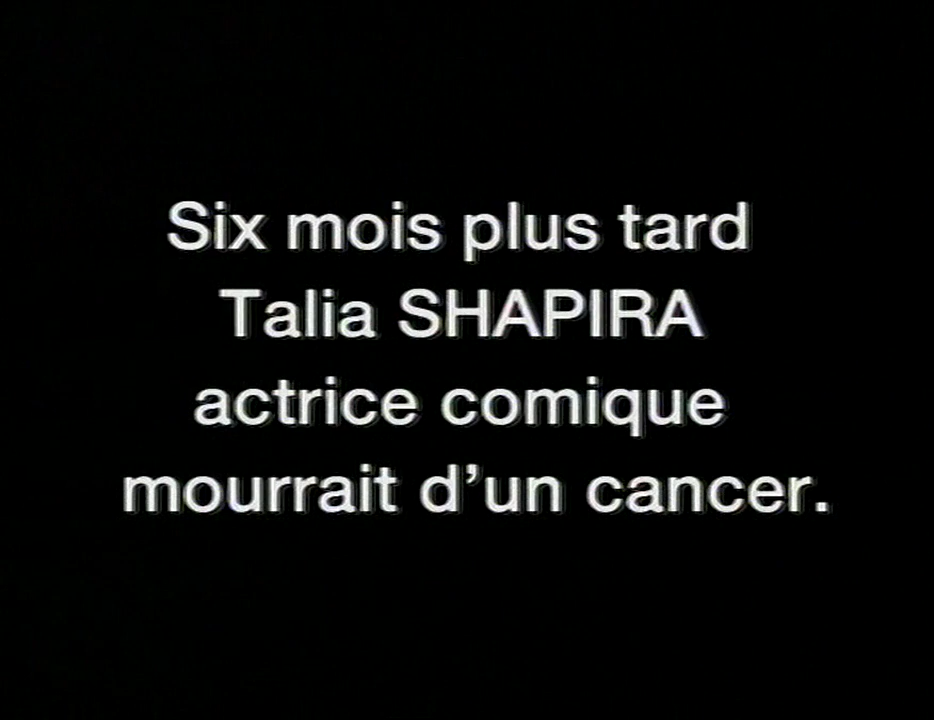 Six mois plus tard
Talia SHAPIRA
actrice comique
mourrait d’un cancer.